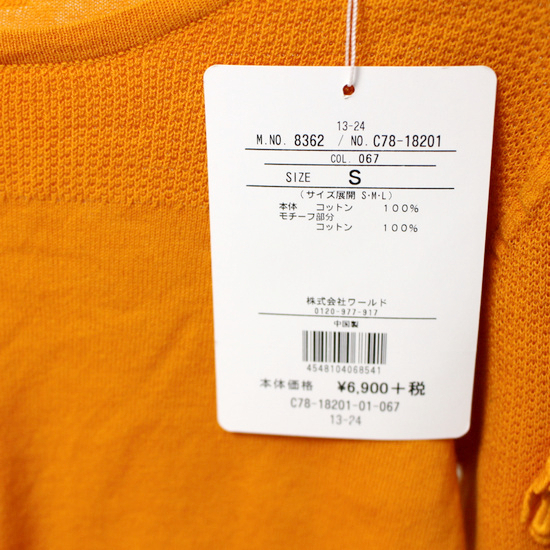 13-24
M.NO. 8362 / NO. C78-18201
COL. 067
SIZE S
(サイズ展開 S・M・L)
本体 コットン 100%
モチーフ部分
コットン 100%
株式会社ワールド
0120-977-917
中国製
4548104068541
本体価格 ¥6,900+税
C78-18201-01-067
13-24